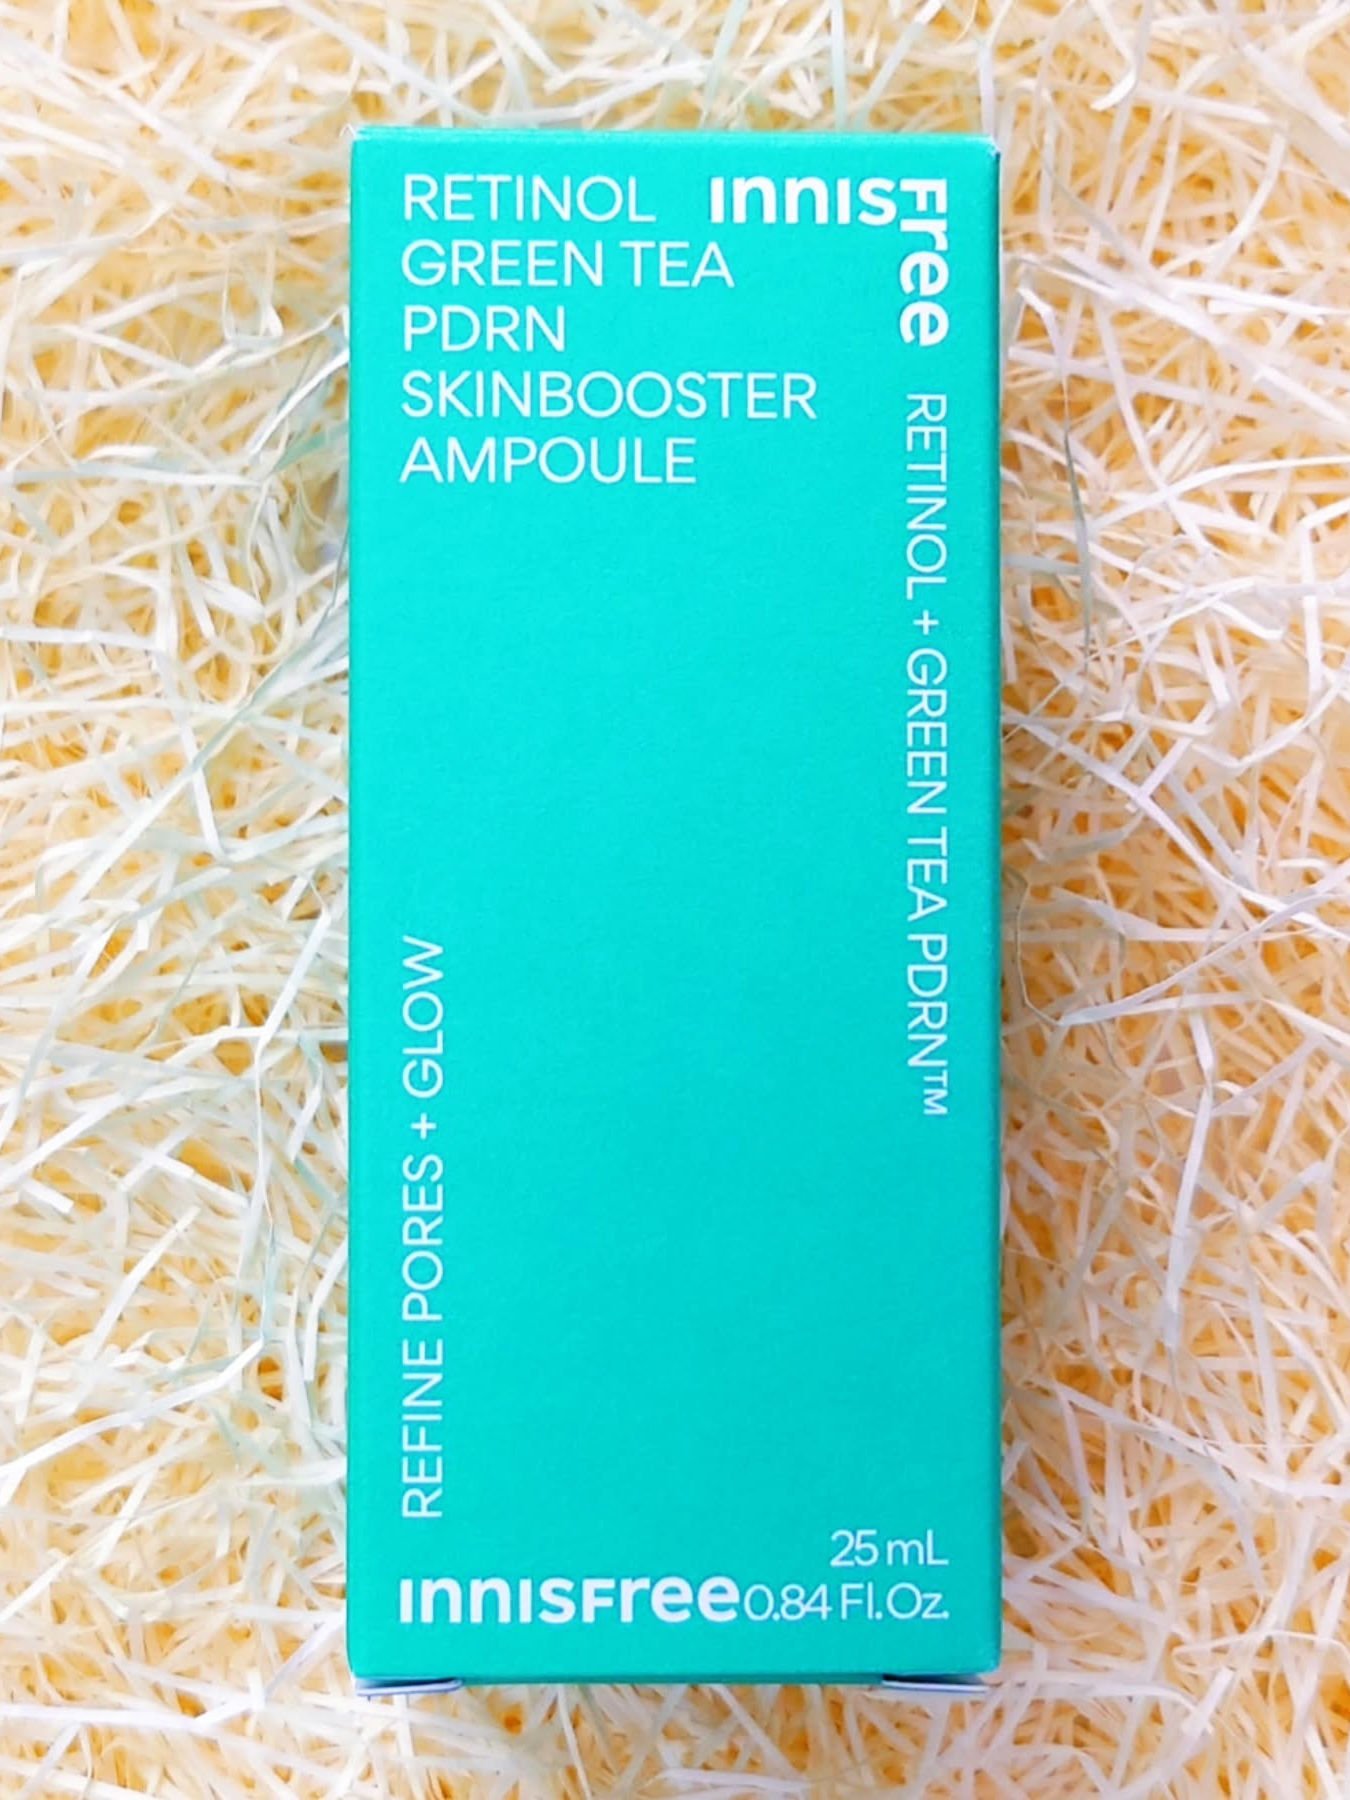 RETINOL
GREEN TEA
PDRN
SKINBOOSTER
AMPOULE
innisfree
RETINOL + GREEN TEA PDRN™
REFINE PORES + GLOW
25 mL
innisfree 0.84 Fl. Oz.